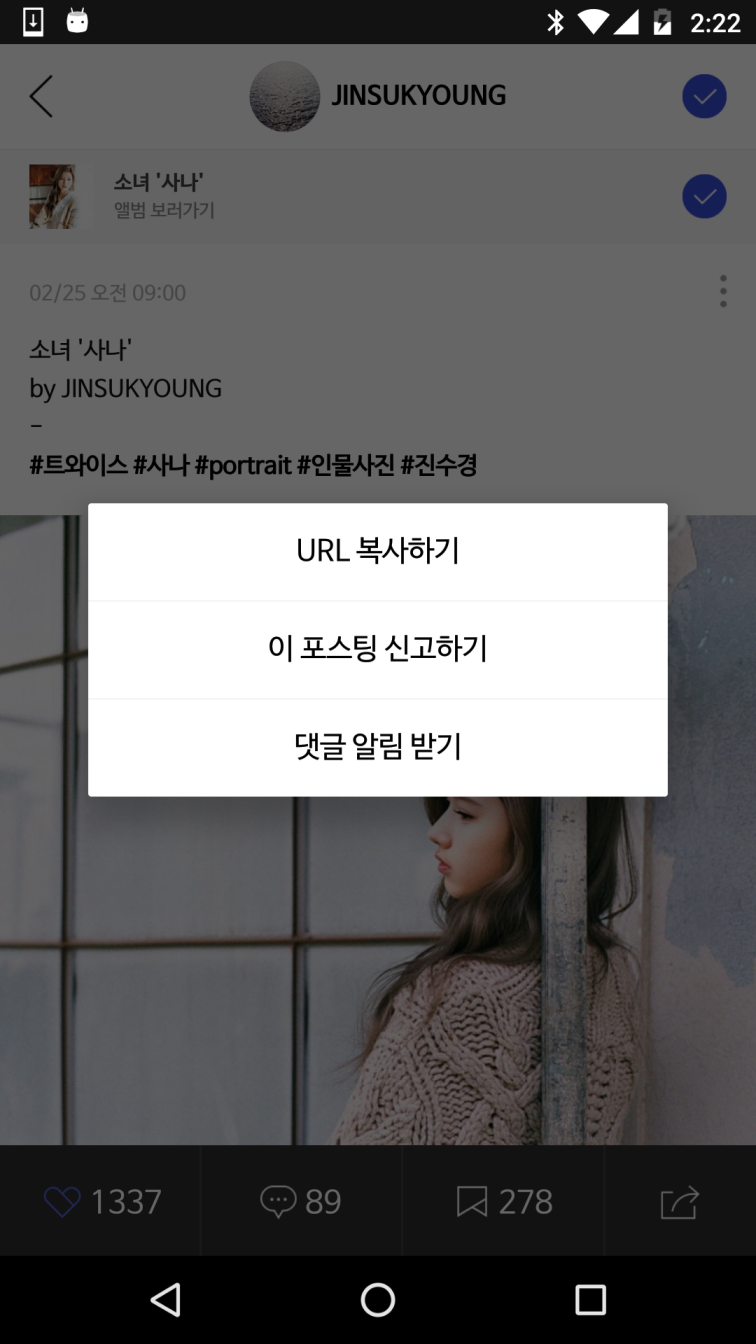 2:22
JINSUKYOUNG
소녀 '사나'
앨범 보러가기
02/25 오전 09:00
소녀 '사나'
by JINSUKYOUNG
–
#트와이스 #사나 #portrait #인물사진 #진수경
URL 복사하기
이 포스팅 신고하기
댓글 알림 받기
1337
89
278